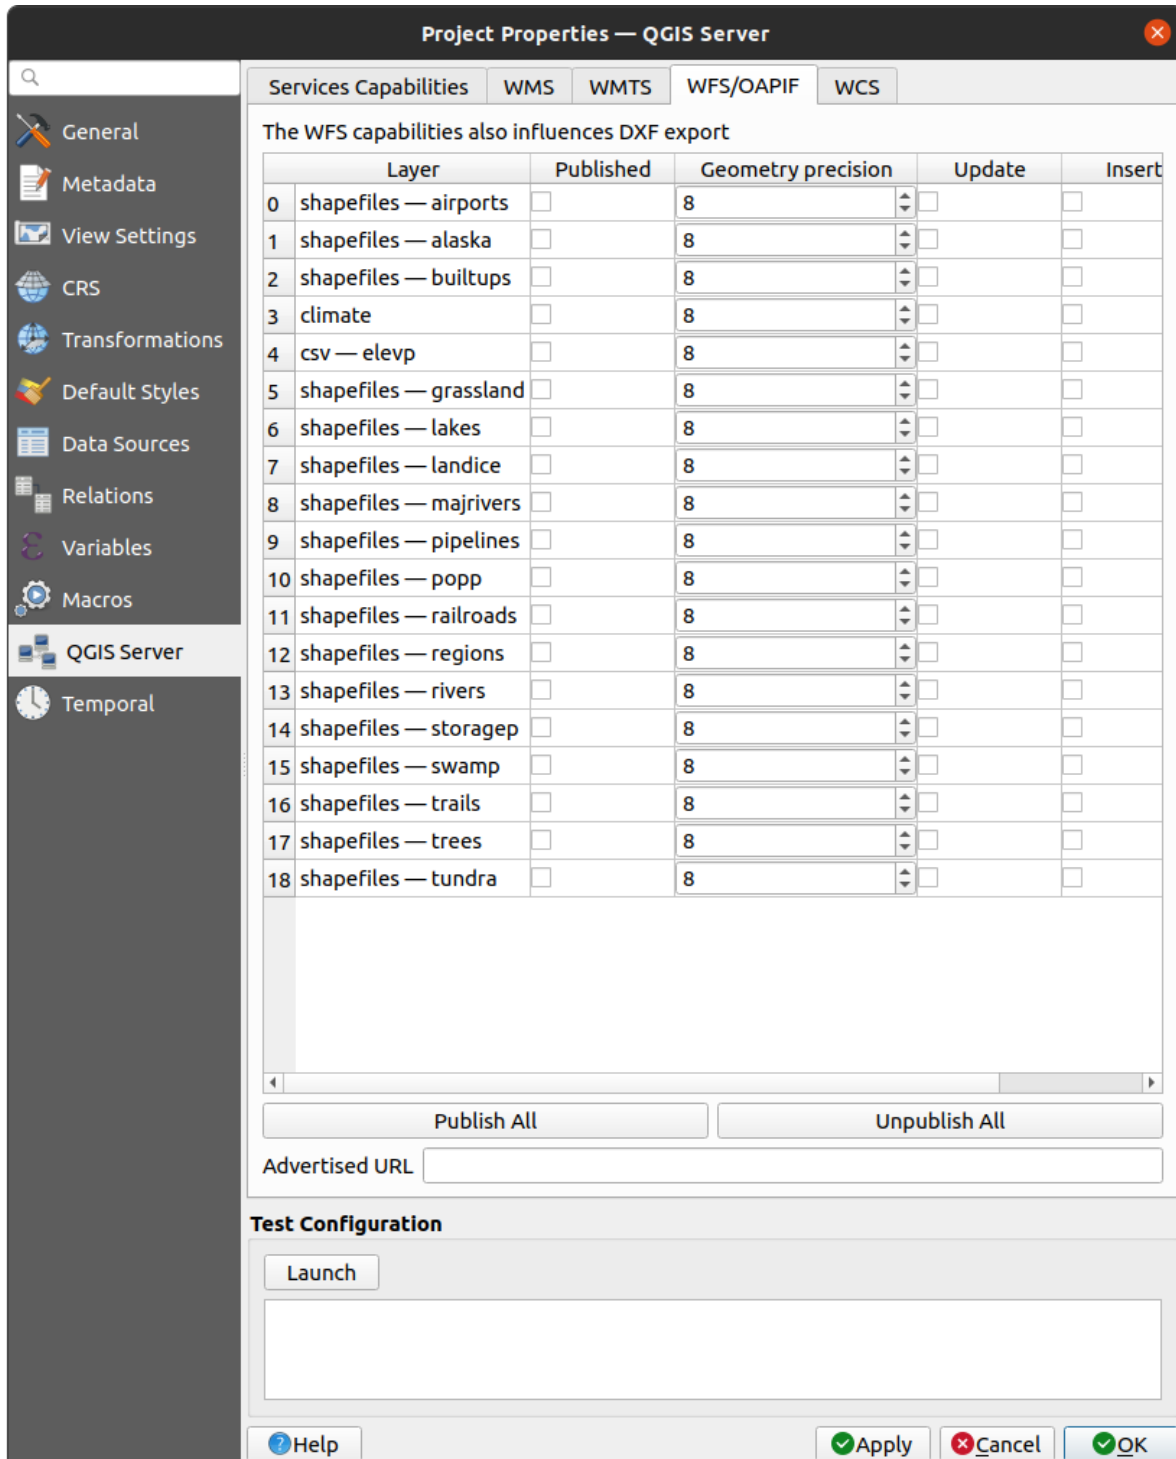 Project Properties — QGIS Server
General
Metadata
View Settings
CRS
Transformations
Default Styles
Data Sources
Relations
Variables
Macros
QGIS Server
Temporal
Services Capabilities WMS WMTS WFS/OAPIF WCS
The WFS capabilities also influences DXF export
Layer Published Geometry precision Update Insert
0 shapefiles — airports 8
1 shapefiles — alaska 8
2 shapefiles — builtups 8
3 climate 8
4 csv — elevp 8
5 shapefiles — grassland 8
6 shapefiles — lakes 8
7 shapefiles — landice 8
8 shapefiles — majrivers 8
9 shapefiles — pipelines 8
10 shapefiles — popp 8
11 shapefiles — railroads 8
12 shapefiles — regions 8
13 shapefiles — rivers 8
14 shapefiles — storagep 8
15 shapefiles — swamp 8
16 shapefiles — trails 8
17 shapefiles — trees 8
18 shapefiles — tundra 8
Publish All Unpublish All
Advertised URL
Test Configuration
Launch
Help Apply Cancel OK